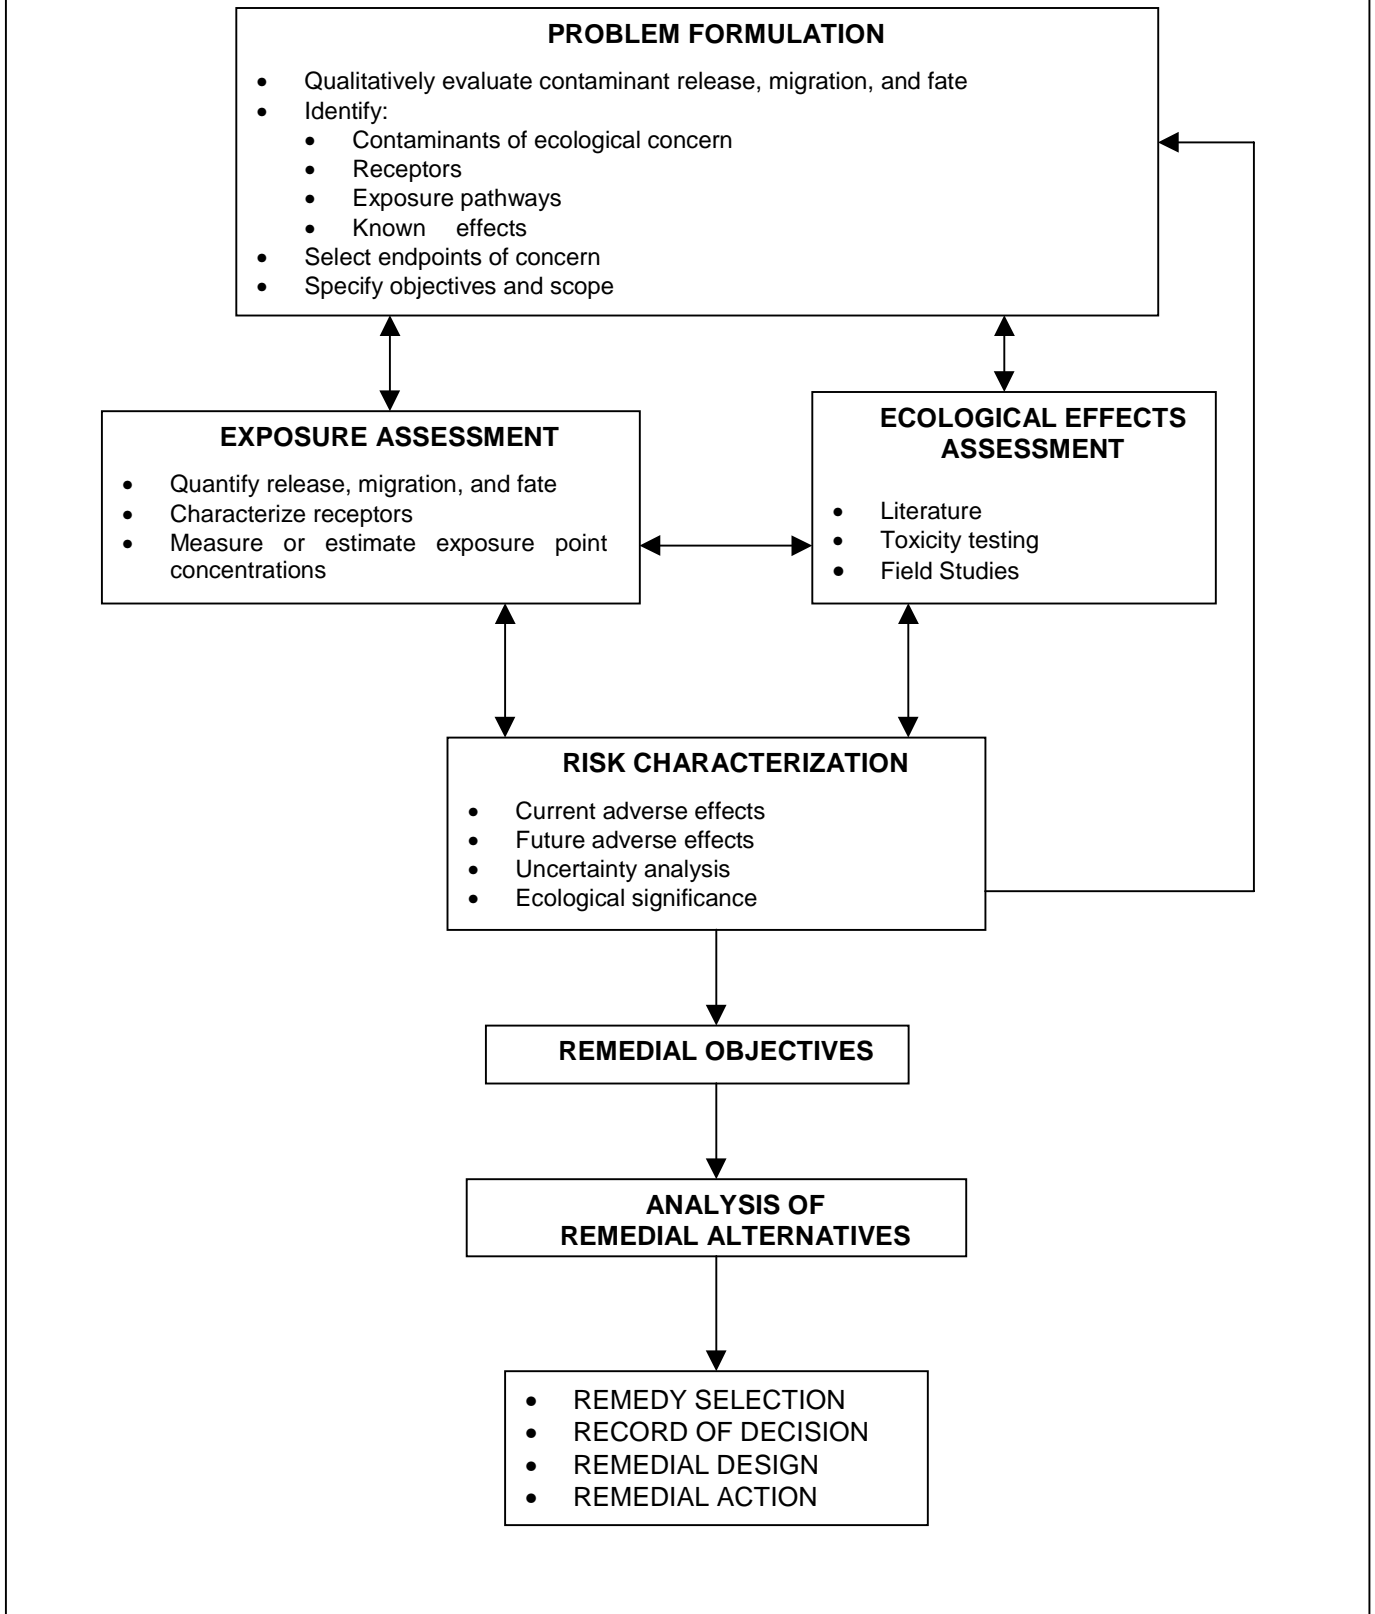 PROBLEM FORMULATION
• Qualitatively evaluate contaminant release, migration, and fate
• Identify:
• Contaminants of ecological concern
• Receptors
• Exposure pathways
• Known effects
• Select endpoints of concern
• Specify objectives and scope
EXPOSURE ASSESSMENT
• Quantify release, migration, and fate
• Characterize receptors
• Measure or estimate exposure point
concentrations
ECOLOGICAL EFFECTS
ASSESSMENT
• Literature
• Toxicity testing
• Field Studies
RISK CHARACTERIZATION
• Current adverse effects
• Future adverse effects
• Uncertainty analysis
• Ecological significance
REMEDIAL OBJECTIVES
ANALYSIS OF
REMEDIAL ALTERNATIVES
• REMEDY SELECTION
• RECORD OF DECISION
• REMEDIAL DESIGN
• REMEDIAL ACTION